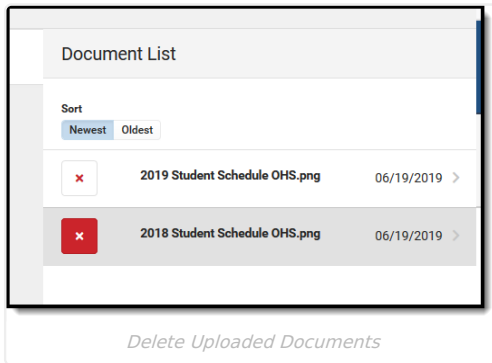 Document List
Sort
Newest Oldest
2019 Student Schedule OHS.png 06/19/2019
2018 Student Schedule OHS.png 06/19/2019
Delete Uploaded Documents